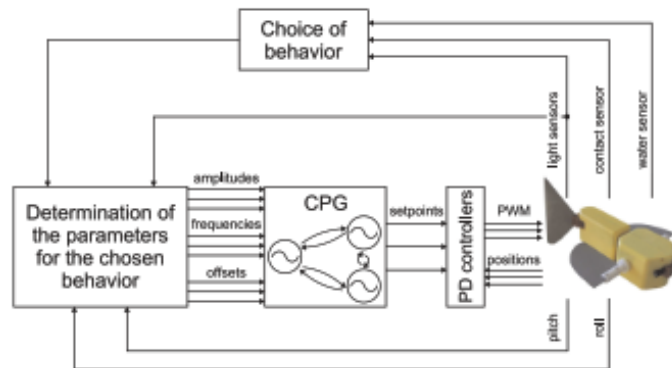 Choice of
behavior
light sensors
contact sensor
water sensor
Determination of
the parameters
for the chosen
behavior
amplitudes
frequencies
offsets
CPG
setpoints
PD controllers
PWM
positions
pitch
roll